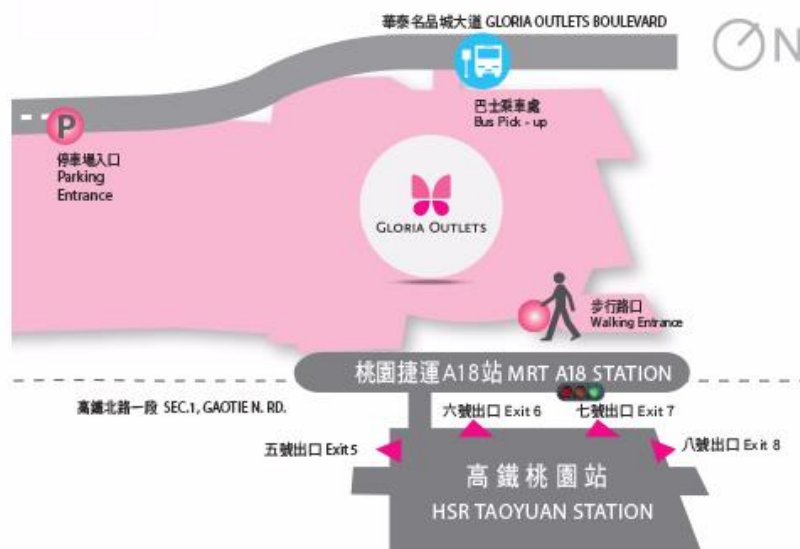 華泰名品城大道 GLORIA OUTLETS BOULEVARD
N
巴士乘車處
Bus Pick - up
P
停車場入口
Parking
Entrance
GLORIA OUTLETS
步行路口
Walking Entrance
桃園捷運A18站 MRT A18 STATION
高鐵北路一段 SEC.1, GAOTIE N. RD.
六號出口 Exit 6
七號出口 Exit 7
五號出口 Exit 5
八號出口 Exit 8
高鐵桃園站
HSR TAOYUAN STATION